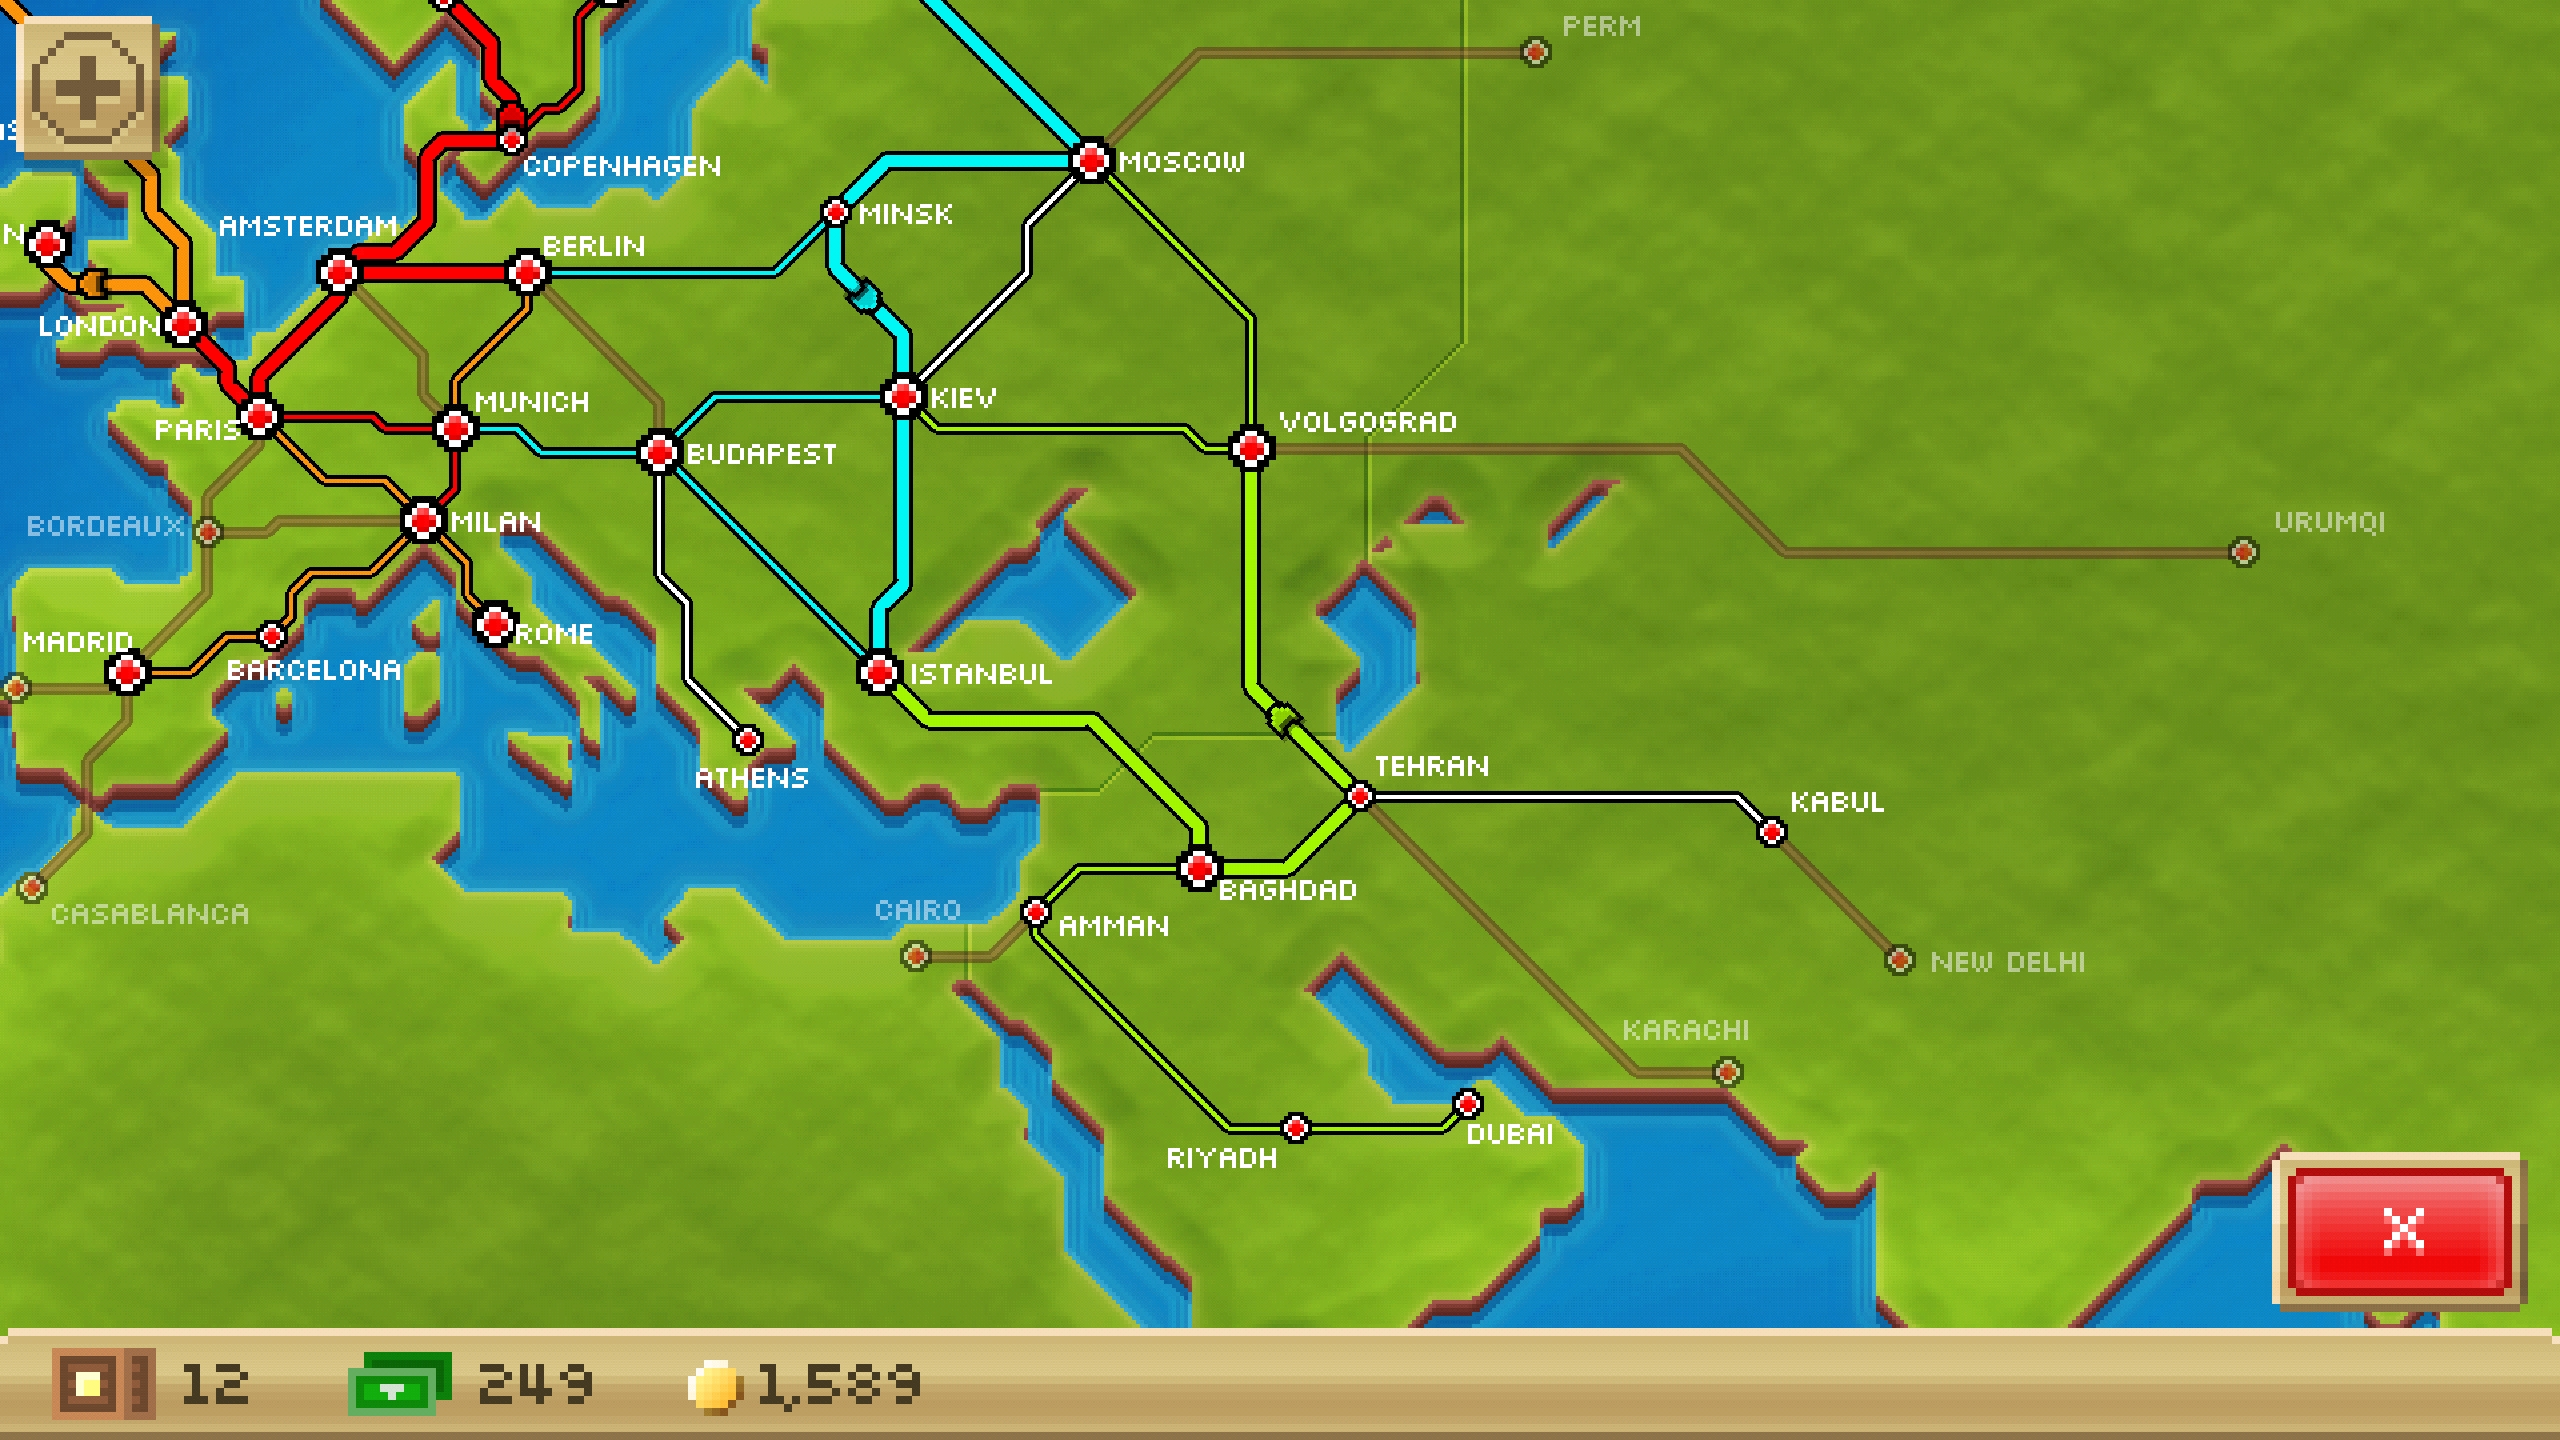 PERM
MOSCOW
COPENHAGEN
MINSK
AMSTERDAM
BERLIN
LONDON
MUNICH
KIEV
VOLGOGRAD
PARIS
BUDAPEST
BORDEAUX
MILAN
URUMQI
MADRID
ROME
BARCELONA
ISTANBUL
ATHENS
TEHRAN
KABUL
BAGHDAD
CASABLANCA
CAIRO
AMMAN
NEW DELHI
KARACHI
DUBAI
RIYADH
X
12
249
1,589